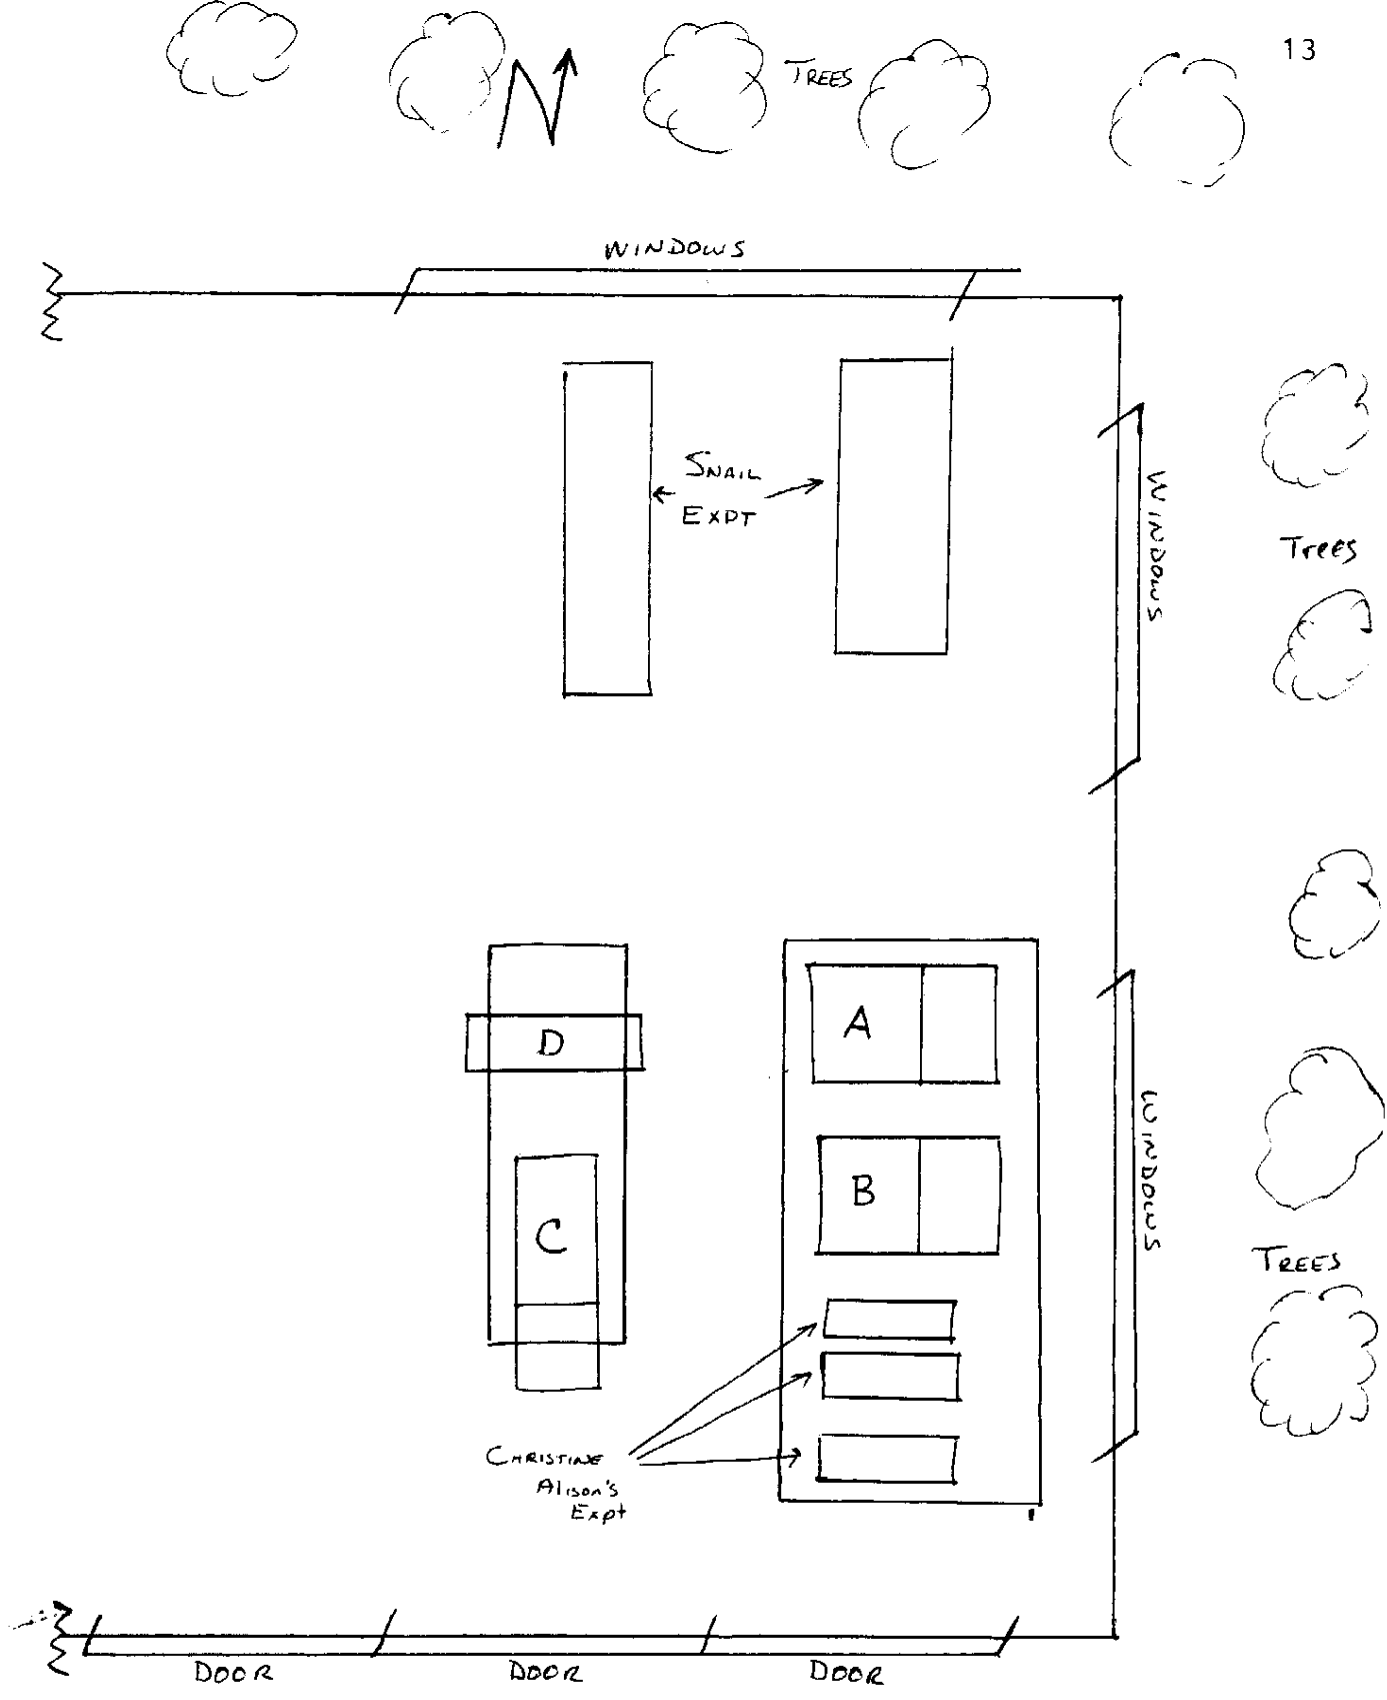 13
N
TREES
WINDOWS
SNAIL
EXPT
WINDOWS
Trees
D
A
B
C
WINDOWS
TREES
CHRISTINE
Alison's
Expt
DOOR
DOOR
DOOR